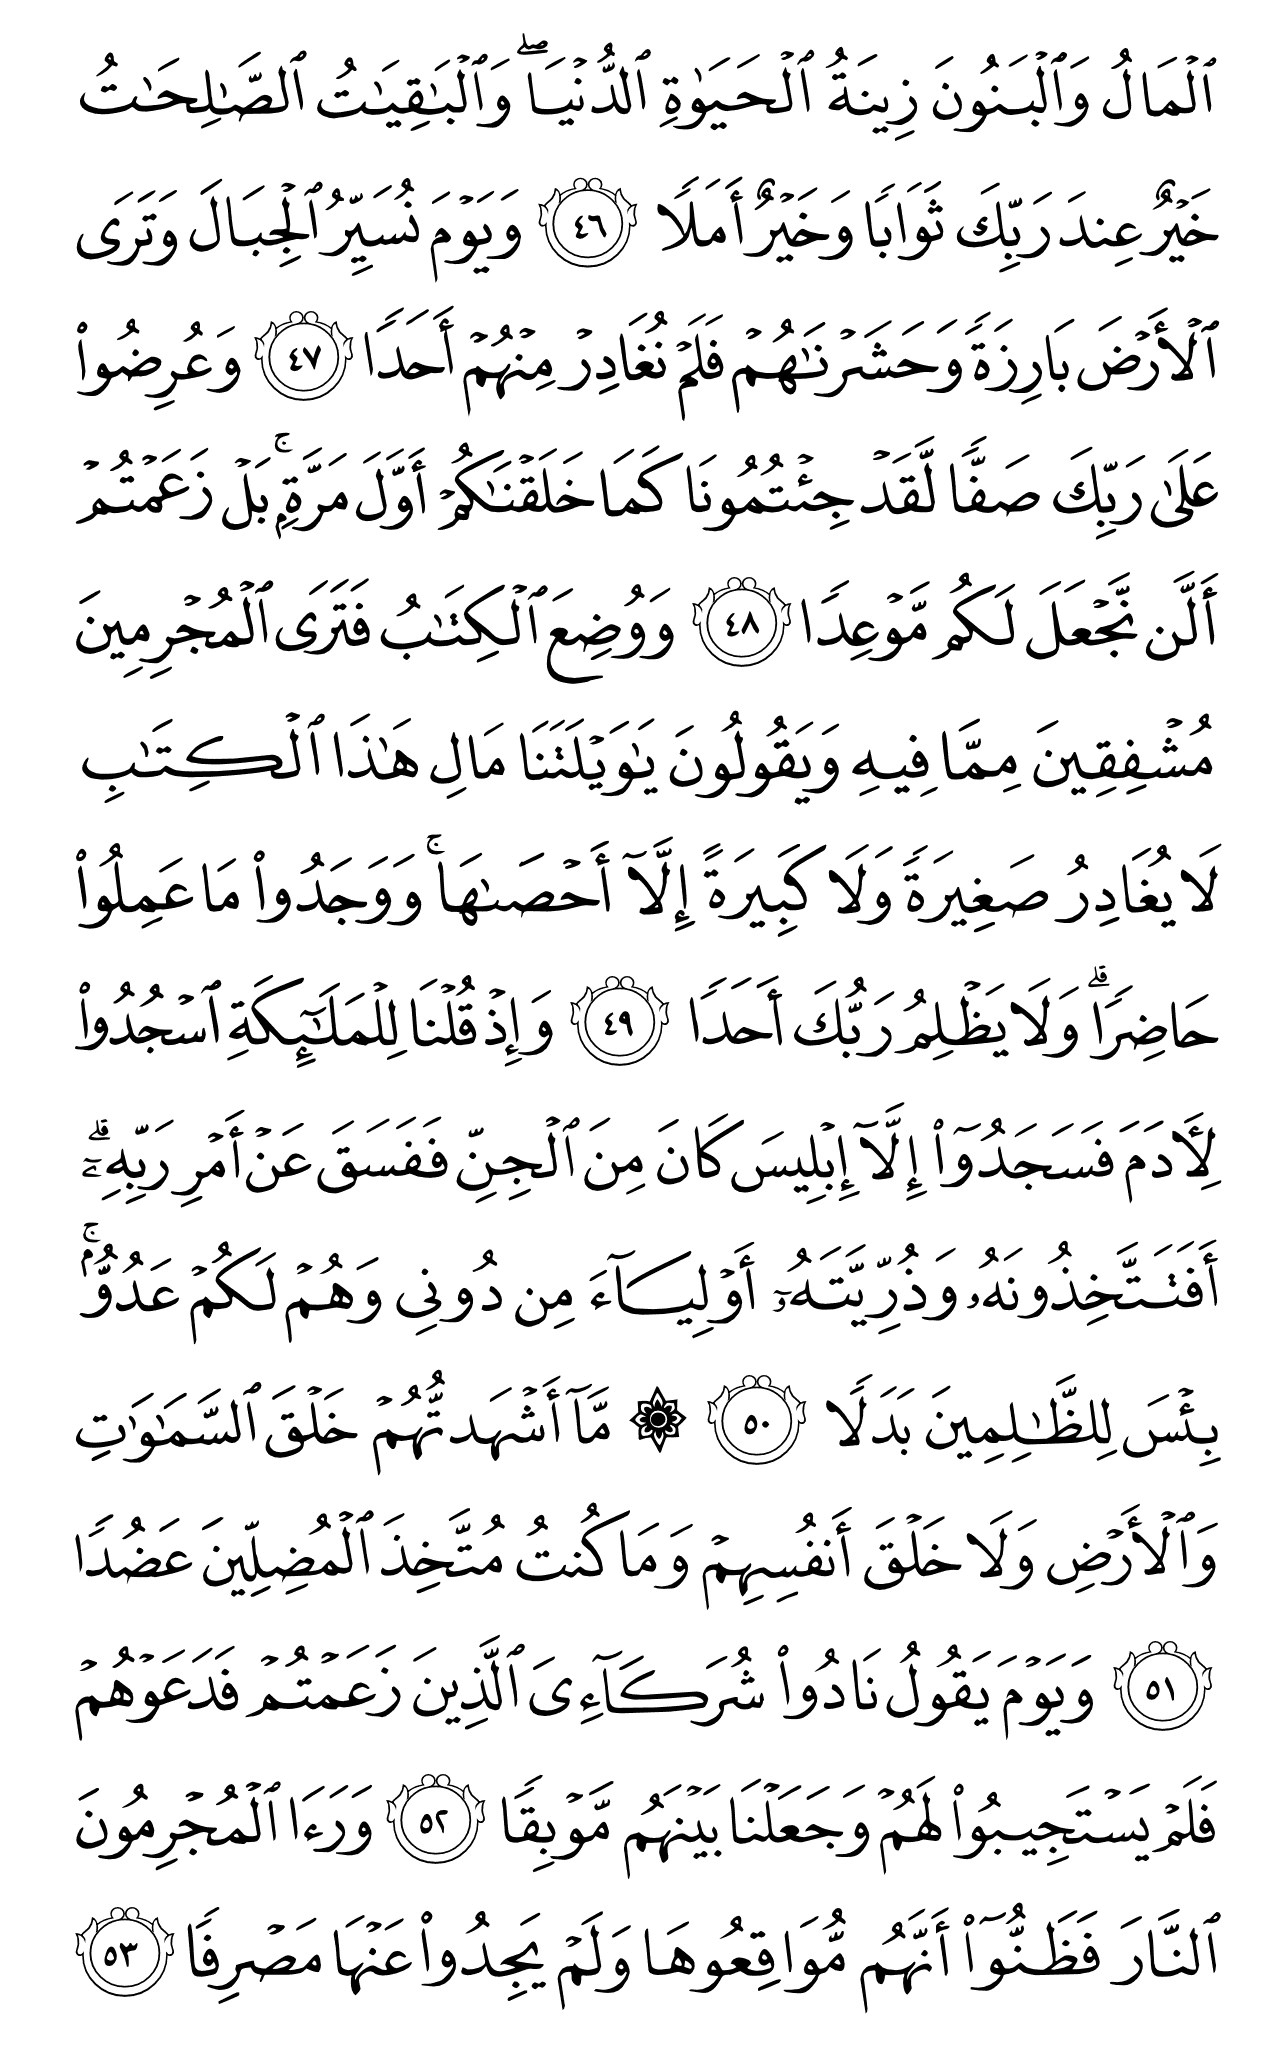 ٱلۡمَالُ وَٱلۡبَنُونَ زِينَةُ ٱلۡحَيَوٰةِ ٱلدُّنۡيَاۖ وَٱلۡبَٰقِيَٰتُ ٱلصَّٰلِحَٰتُ
خَيۡرٌ عِندَ رَبِّكَ ثَوَابٗا وَخَيۡرٌ أَمَلٗا ٤٦ وَيَوۡمَ نُسَيِّرُ ٱلۡجِبَالَ وَتَرَى
ٱلۡأَرۡضَ بَارِزَةٗ وَحَشَرۡنَٰهُمۡ فَلَمۡ نُغَادِرۡ مِنۡهُمۡ أَحَدٗا ٤٧ وَعُرِضُواْ
عَلَىٰ رَبِّكَ صَفّٗا لَّقَدۡ جِئۡتُمُونَا كَمَا خَلَقۡنَٰكُمۡ أَوَّلَ مَرَّةِۭۚ بَلۡ زَعَمۡتُمۡ
أَلَّن نَّجۡعَلَ لَكُم مَّوۡعِدٗا ٤٨ وَوُضِعَ ٱلۡكِتَٰبُ فَتَرَى ٱلۡمُجۡرِمِينَ
مُشۡفِقِينَ مِمَّا فِيهِ وَيَقُولُونَ يَٰوَيۡلَتَنَا مَالِ هَٰذَا ٱلۡكِتَٰبِ
لَا يُغَادِرُ صَغِيرَةٗ وَلَا كَبِيرَةً إِلَّآ أَحۡصَىٰهَاۚ وَوَجَدُواْ مَا عَمِلُواْ
حَاضِرٗاۗ وَلَا يَظۡلِمُ رَبُّكَ أَحَدٗا ٤٩ وَإِذۡ قُلۡنَا لِلۡمَلَٰٓئِكَةِ ٱسۡجُدُواْ
لِأٓدَمَ فَسَجَدُوٓاْ إِلَّآ إِبۡلِيسَ كَانَ مِنَ ٱلۡجِنِّ فَفَسَقَ عَنۡ أَمۡرِ رَبِّهِۦٓۗ
أَفَتَتَّخِذُونَهُۥ وَذُرِّيَّتَهُۥٓ أَوۡلِيَآءَ مِن دُونِي وَهُمۡ لَكُمۡ عَدُوُّۢۚ
بِئۡسَ لِلظَّٰلِمِينَ بَدَلٗا ٥٠ ۞ مَّآ أَشۡهَدتُّهُمۡ خَلۡقَ ٱلسَّمَٰوَٰتِ
وَٱلۡأَرۡضِ وَلَا خَلۡقَ أَنفُسِهِمۡ وَمَا كُنتُ مُتَّخِذَ ٱلۡمُضِلِّينَ عَضُدٗا
٥١ وَيَوۡمَ يَقُولُ نَادُواْ شُرَكَآءِيَ ٱلَّذِينَ زَعَمۡتُمۡ فَدَعَوۡهُمۡ
فَلَمۡ يَسۡتَجِيبُواْ لَهُمۡ وَجَعَلۡنَا بَيۡنَهُم مَّوۡبِقٗا ٥٢ وَرَءَا ٱلۡمُجۡرِمُونَ
ٱلنَّارَ فَظَنُّوٓاْ أَنَّهُم مُّوَاقِعُوهَا وَلَمۡ يَجِدُواْ عَنۡهَا مَصۡرِفٗا ٥٣